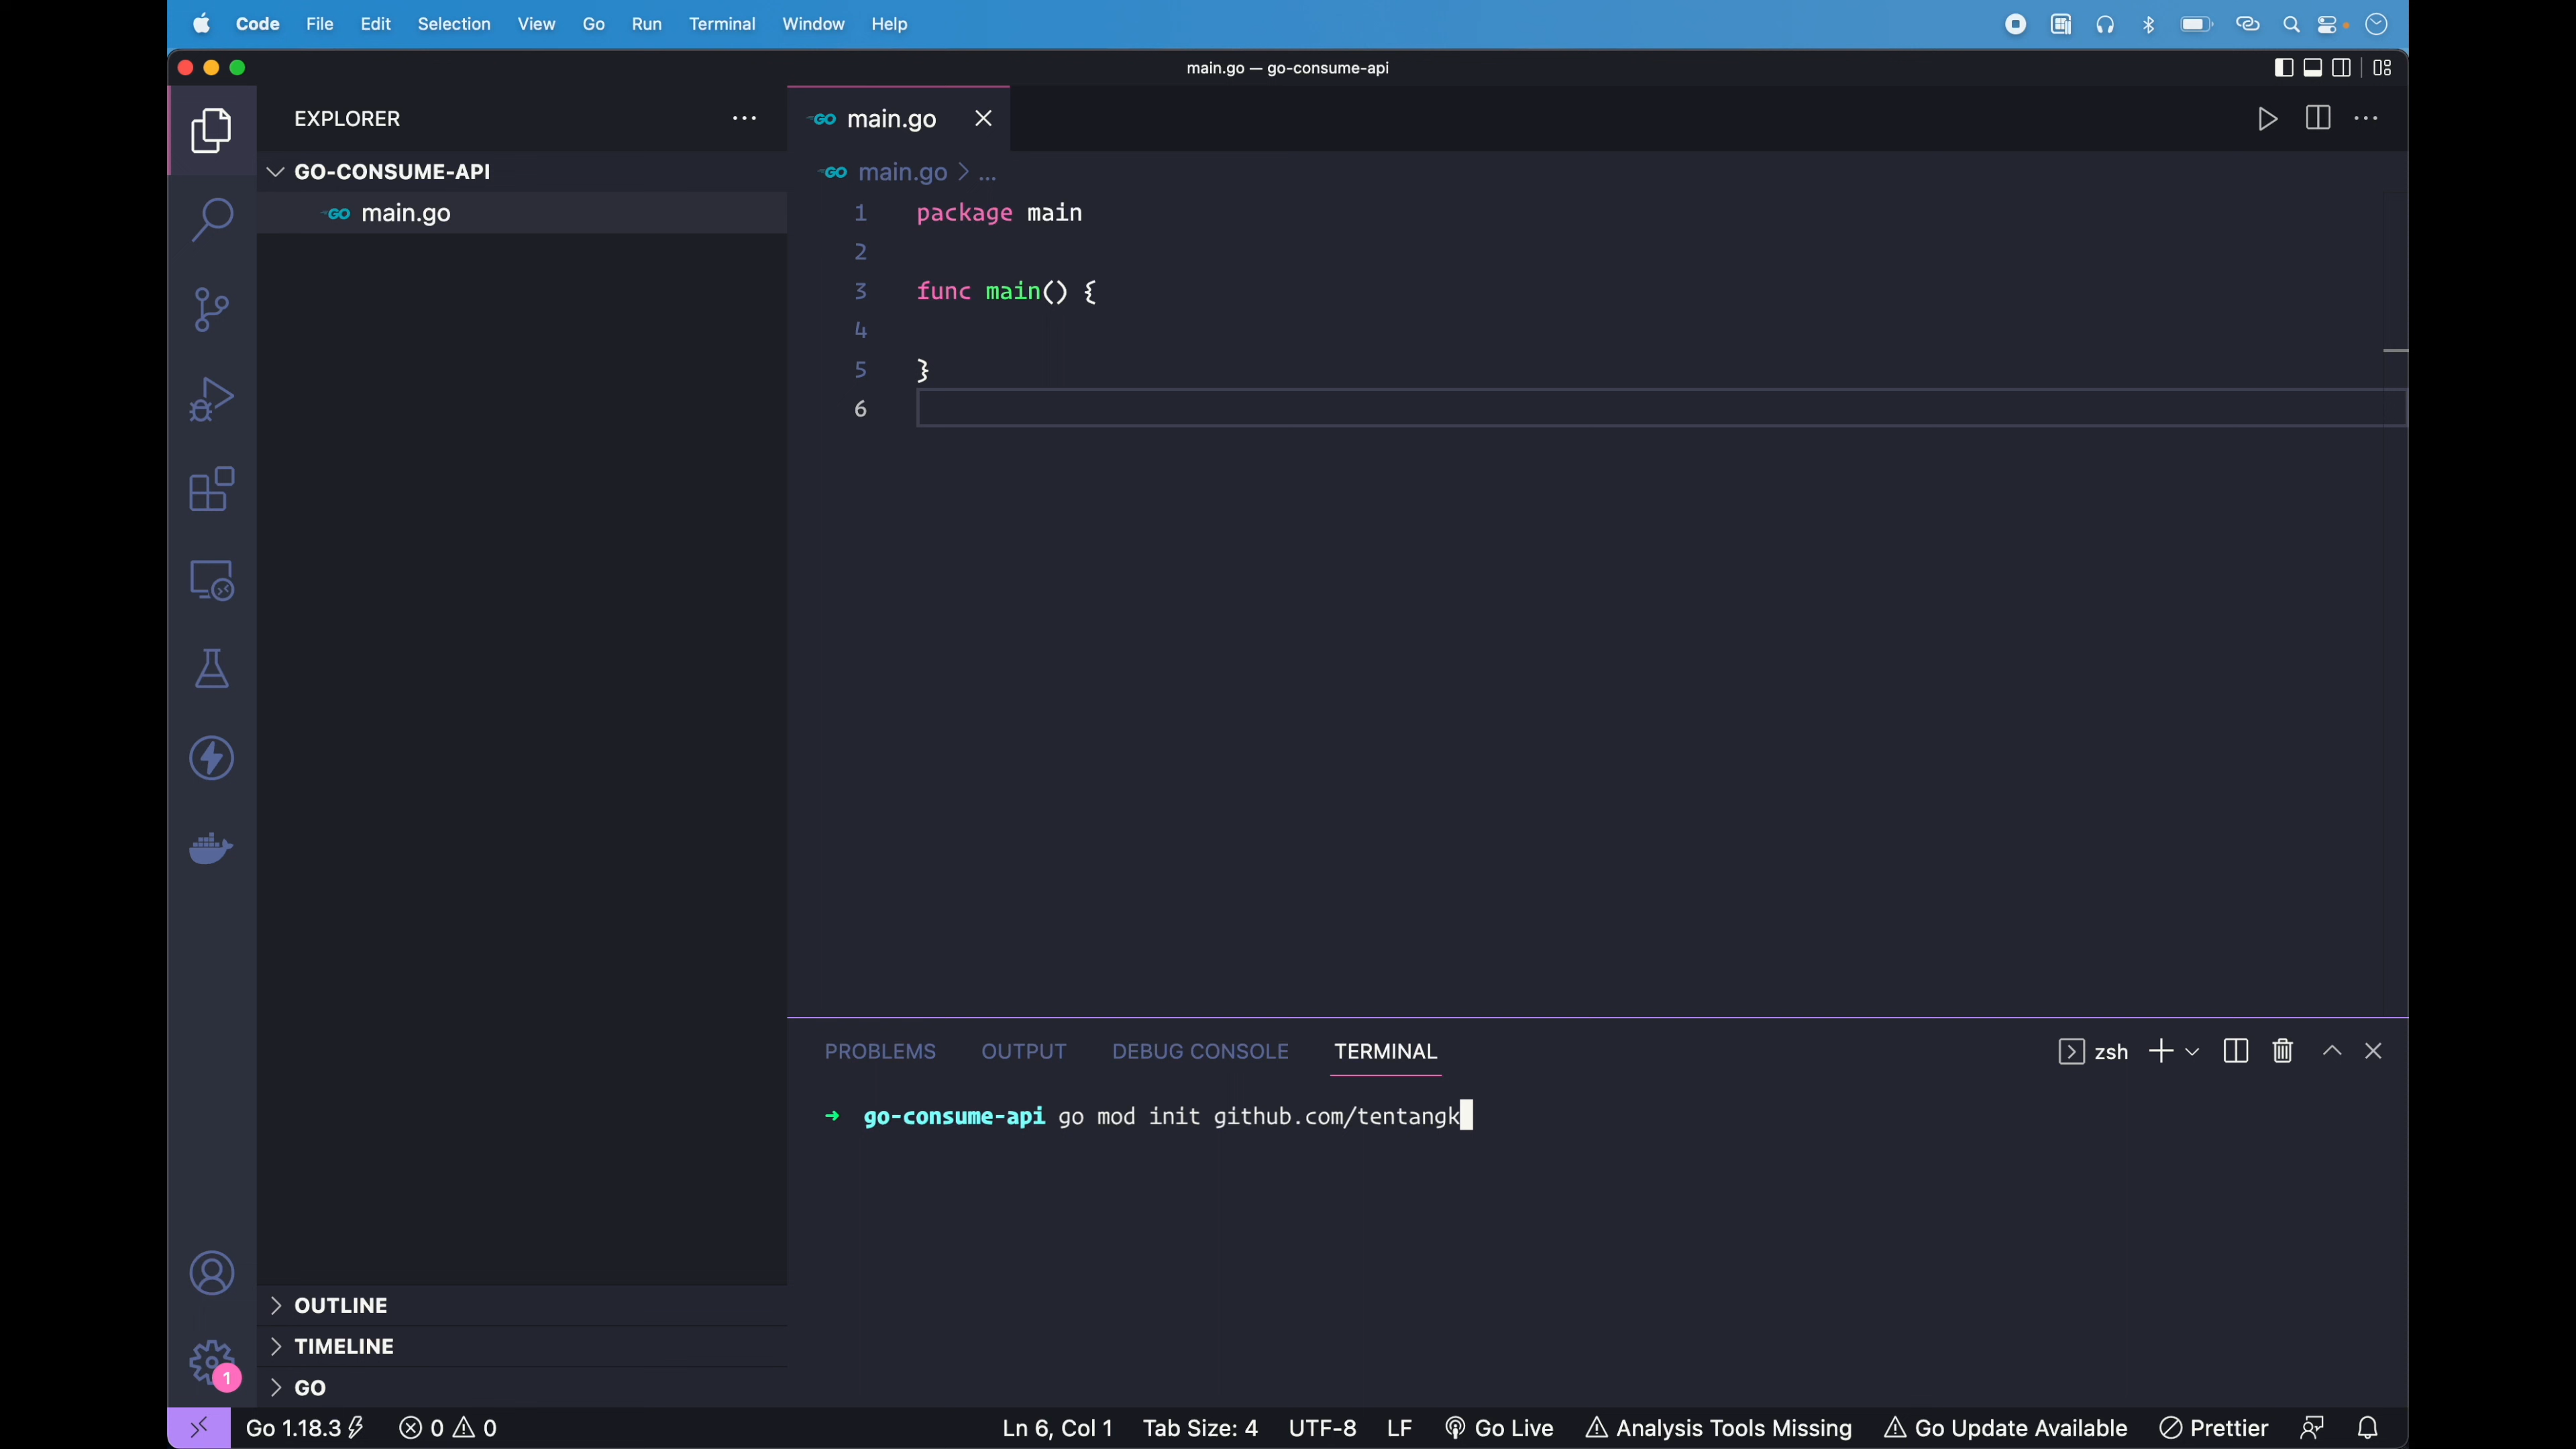 Code File Edit Selection View Go Run Terminal Window Help
main.go — go-consume-api
EXPLORER
GO-CONSUME-API
GO main.go
GO main.go
GO main.go > ...
1 package main
2
3 func main() {
4
5 }
6
PROBLEMS OUTPUT DEBUG CONSOLE TERMINAL
zsh
➜ go-consume-api go mod init github.com/tentangk
OUTLINE
TIMELINE
GO
1
Go 1.18.3 0 0 Ln 6, Col 1 Tab Size: 4 UTF-8 LF Go Live Analysis Tools Missing Go Update Available Prettier